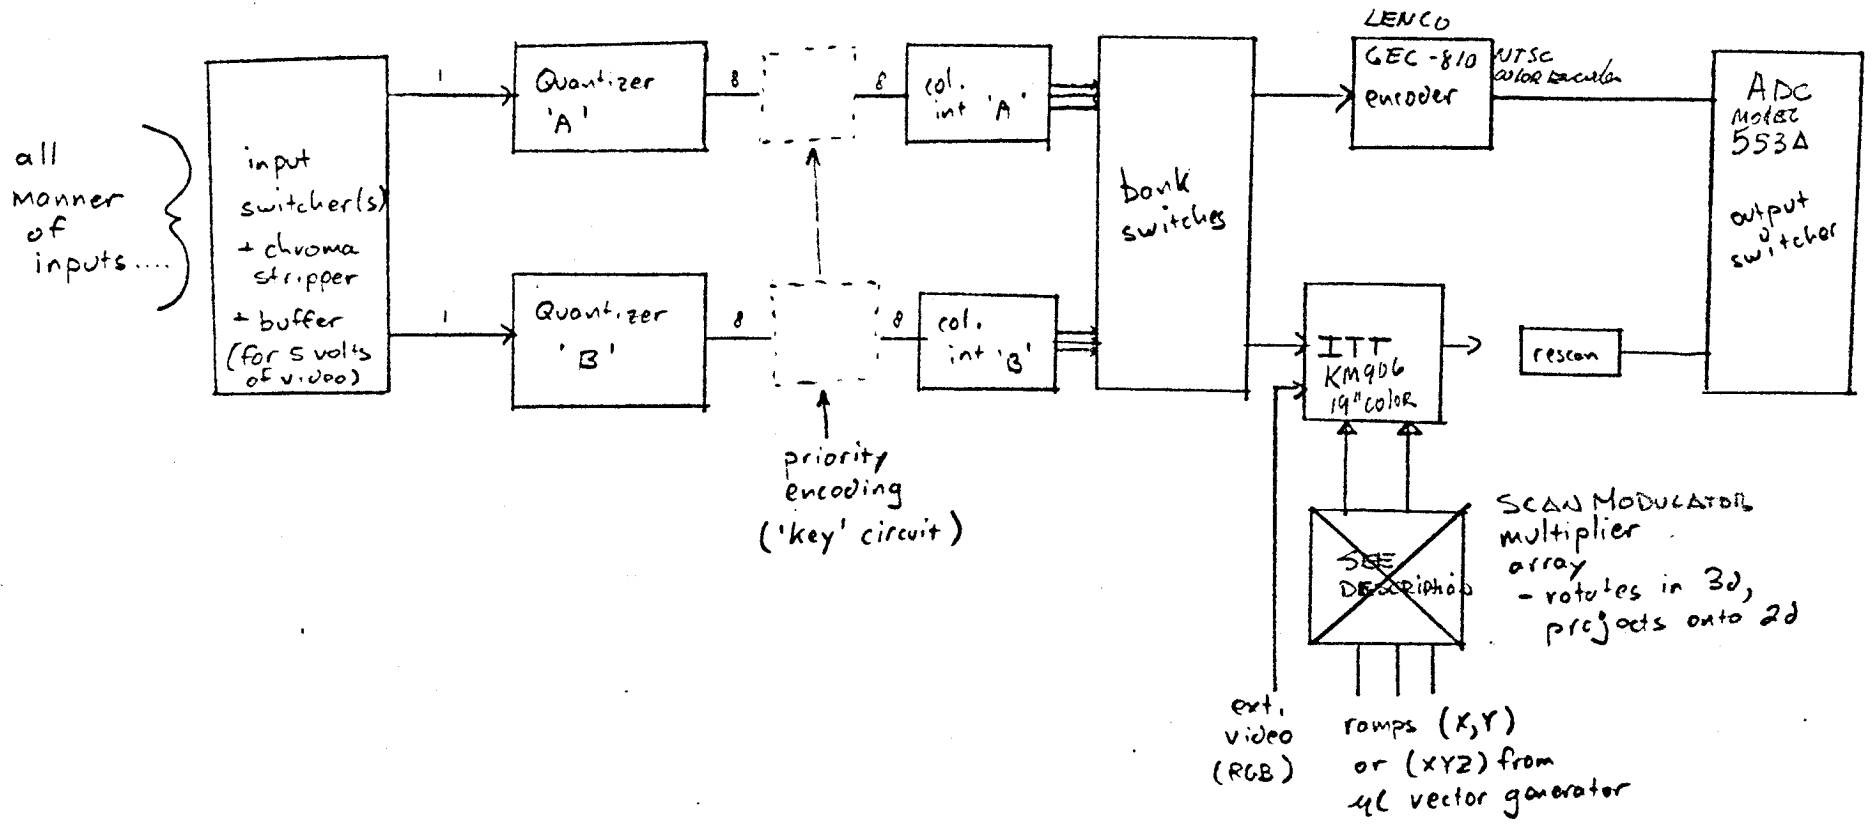 all
manner
of
inputs....
input
switcher(s)
+ chroma
stripper
+ buffer
(for 5 volts
of video)
1
Quantizer
'A'
8
8
col.
int 'A'
1
Quantizer
'B'
8
8
col.
int 'B'
priority
encoding
('key' circuit)
bank
switches
LENCO
CEC-810
encoder
NTSC
COLOR Encoder
ADC
Model
553A
output
switcher
ITT
KM906
19" COLOR
rescan
SEE
DESCRIPtion
SCAN MODULATOR
multiplier
array
- rotates in 3d,
projects onto 2d
ext.
video
(RGB)
ramps (X,Y)
or (XYZ) from
vector generator